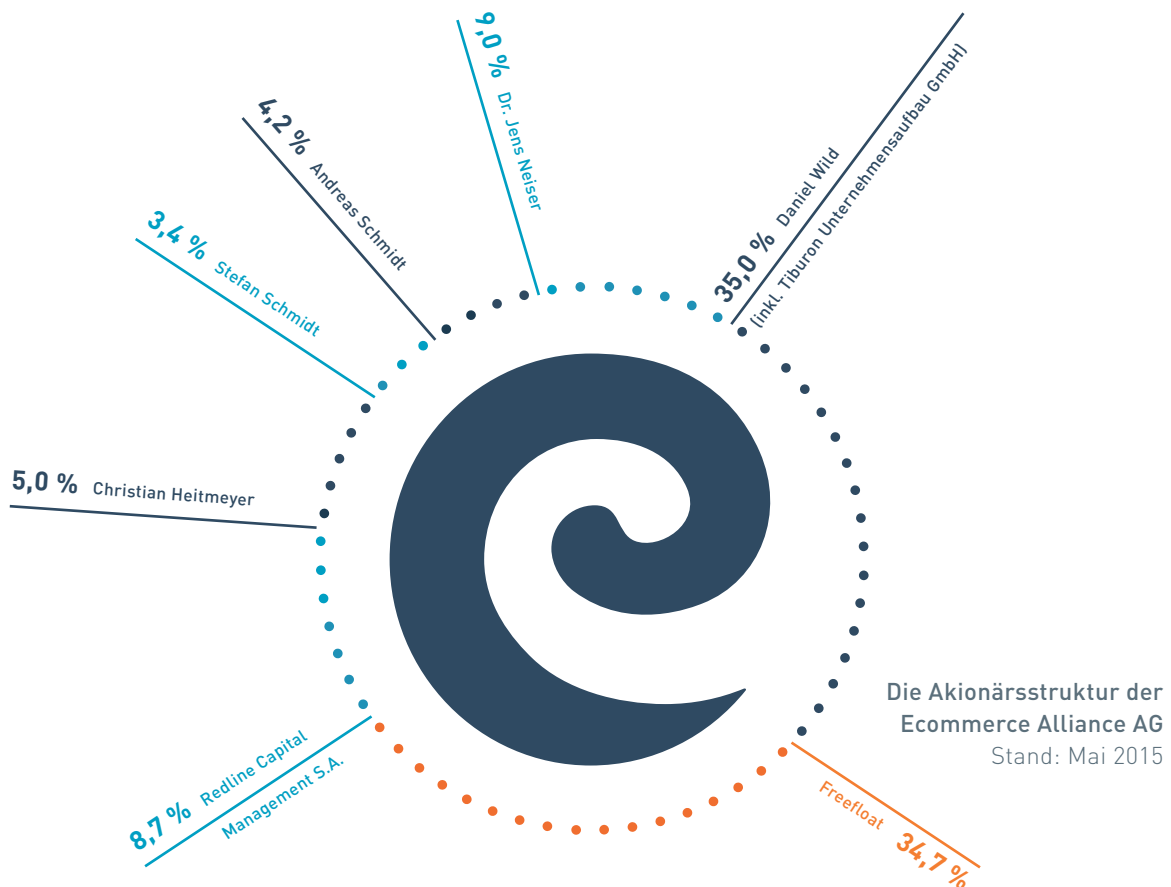 9,0 % Dr. Jens Neiser
35,0 % Daniel Wild
(inkl. Tiburon Unternehmensaufbau GmbH)
4,2 % Andreas Schmidt
3,4 % Stefan Schmidt
5,0 % Christian Heitmeyer
8,7 % Redline Capital
Management S.A.
Freefloat 34,7 %
Die Akionärsstruktur der
Ecommerce Alliance AG
Stand: Mai 2015